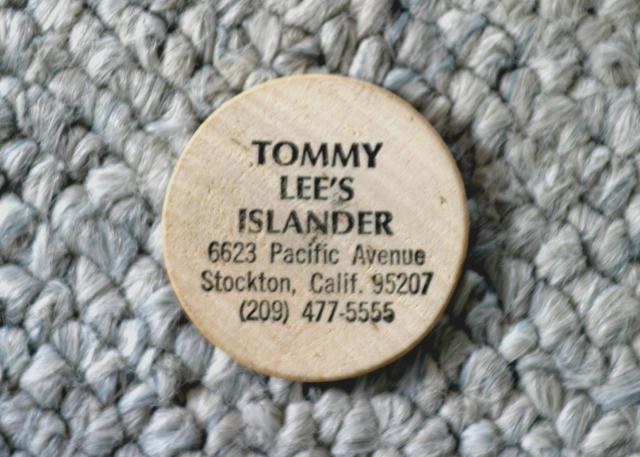 TOMMY
LEE'S
ISLANDER
6623 Pacific Avenue
Stockton, Calif. 95207
(209) 477-5555